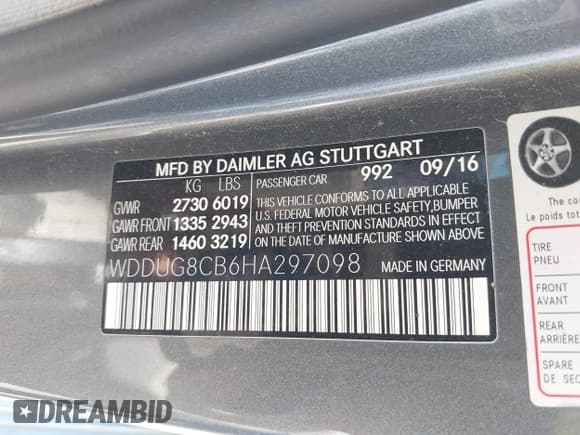 MFD BY DAIMLER AG STUTTGART
KG LBS
GVWR 2730 6019
GAWR FRONT 1335 2943
GAWR REAR 1460 3219
PASSENGER CAR 992 09/16
THIS VEHICLE CONFORMS TO ALL APPLICABLE
U.S. FEDERAL MOTOR VEHICLE SAFETY, BUMPER
AND THEFT PREVENTION STANDARDS IN EFFECT
ON THE DATE OF MANUFACTURE SHOWN ABOVE.
WDDUG8CB6HA297098 MADE IN GERMANY
The
Le poids tota
TIRE
PNEU
FRONT
AVANT
REAR
ARRIÈRE
SPARE
DE SEC
DREAMBID